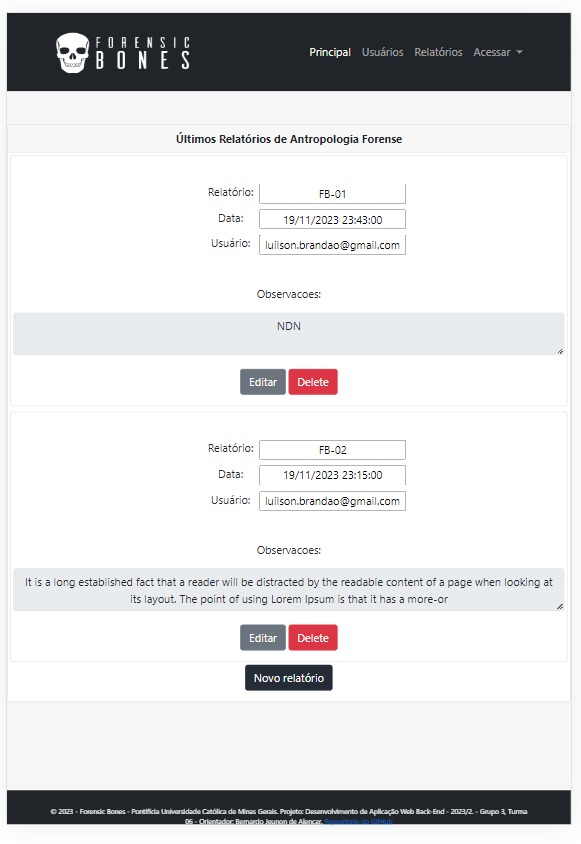 FORENSIC
BONES
Principal Usuários Relatórios Acessar
Últimos Relatórios de Antropologia Forense
Relatório: FB-01
Data: 19/11/2023 23:43:00
Usuário: luilson.brandao@gmail.com
Observacoes:
NDN
Editar Delete
Relatório: FB-02
Data: 19/11/2023 23:15:00
Usuário: luilson.brandao@gmail.com
Observacoes:
It is a long established fact that a reader will be distracted by the readable content of a page when looking at
its layout. The point of using Lorem Ipsum is that it has a more-or
Editar Delete
Novo relatório
© 2023 - Forensic Bones - Pontifícia Universidade Católica de Minas Gerais. Projeto: Desenvolvimento de Aplicação Web Back-End - 2023/2. - Grupo 3, Turma
06 - Orientador: Bernardo Jeunon de Alencar. Repositório do GitHub